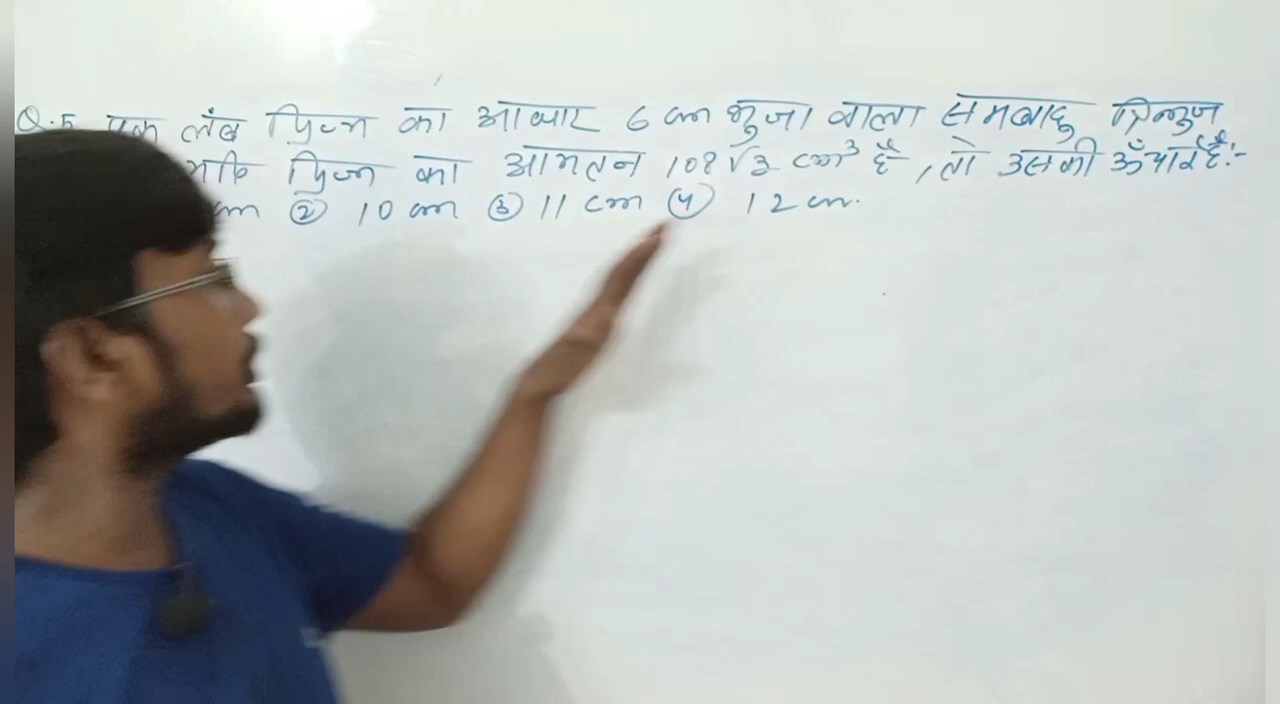 Q.5 एक लंब प्रिज्म का आधार 6 cm भुजा वाला समबाहु त्रिभुज
यदि प्रिज्म का आयतन 108√3 cm³ है, तो उसकी ऊँचाई है:-
cm ② 10 cm ③ 11 cm ④ 12 cm.